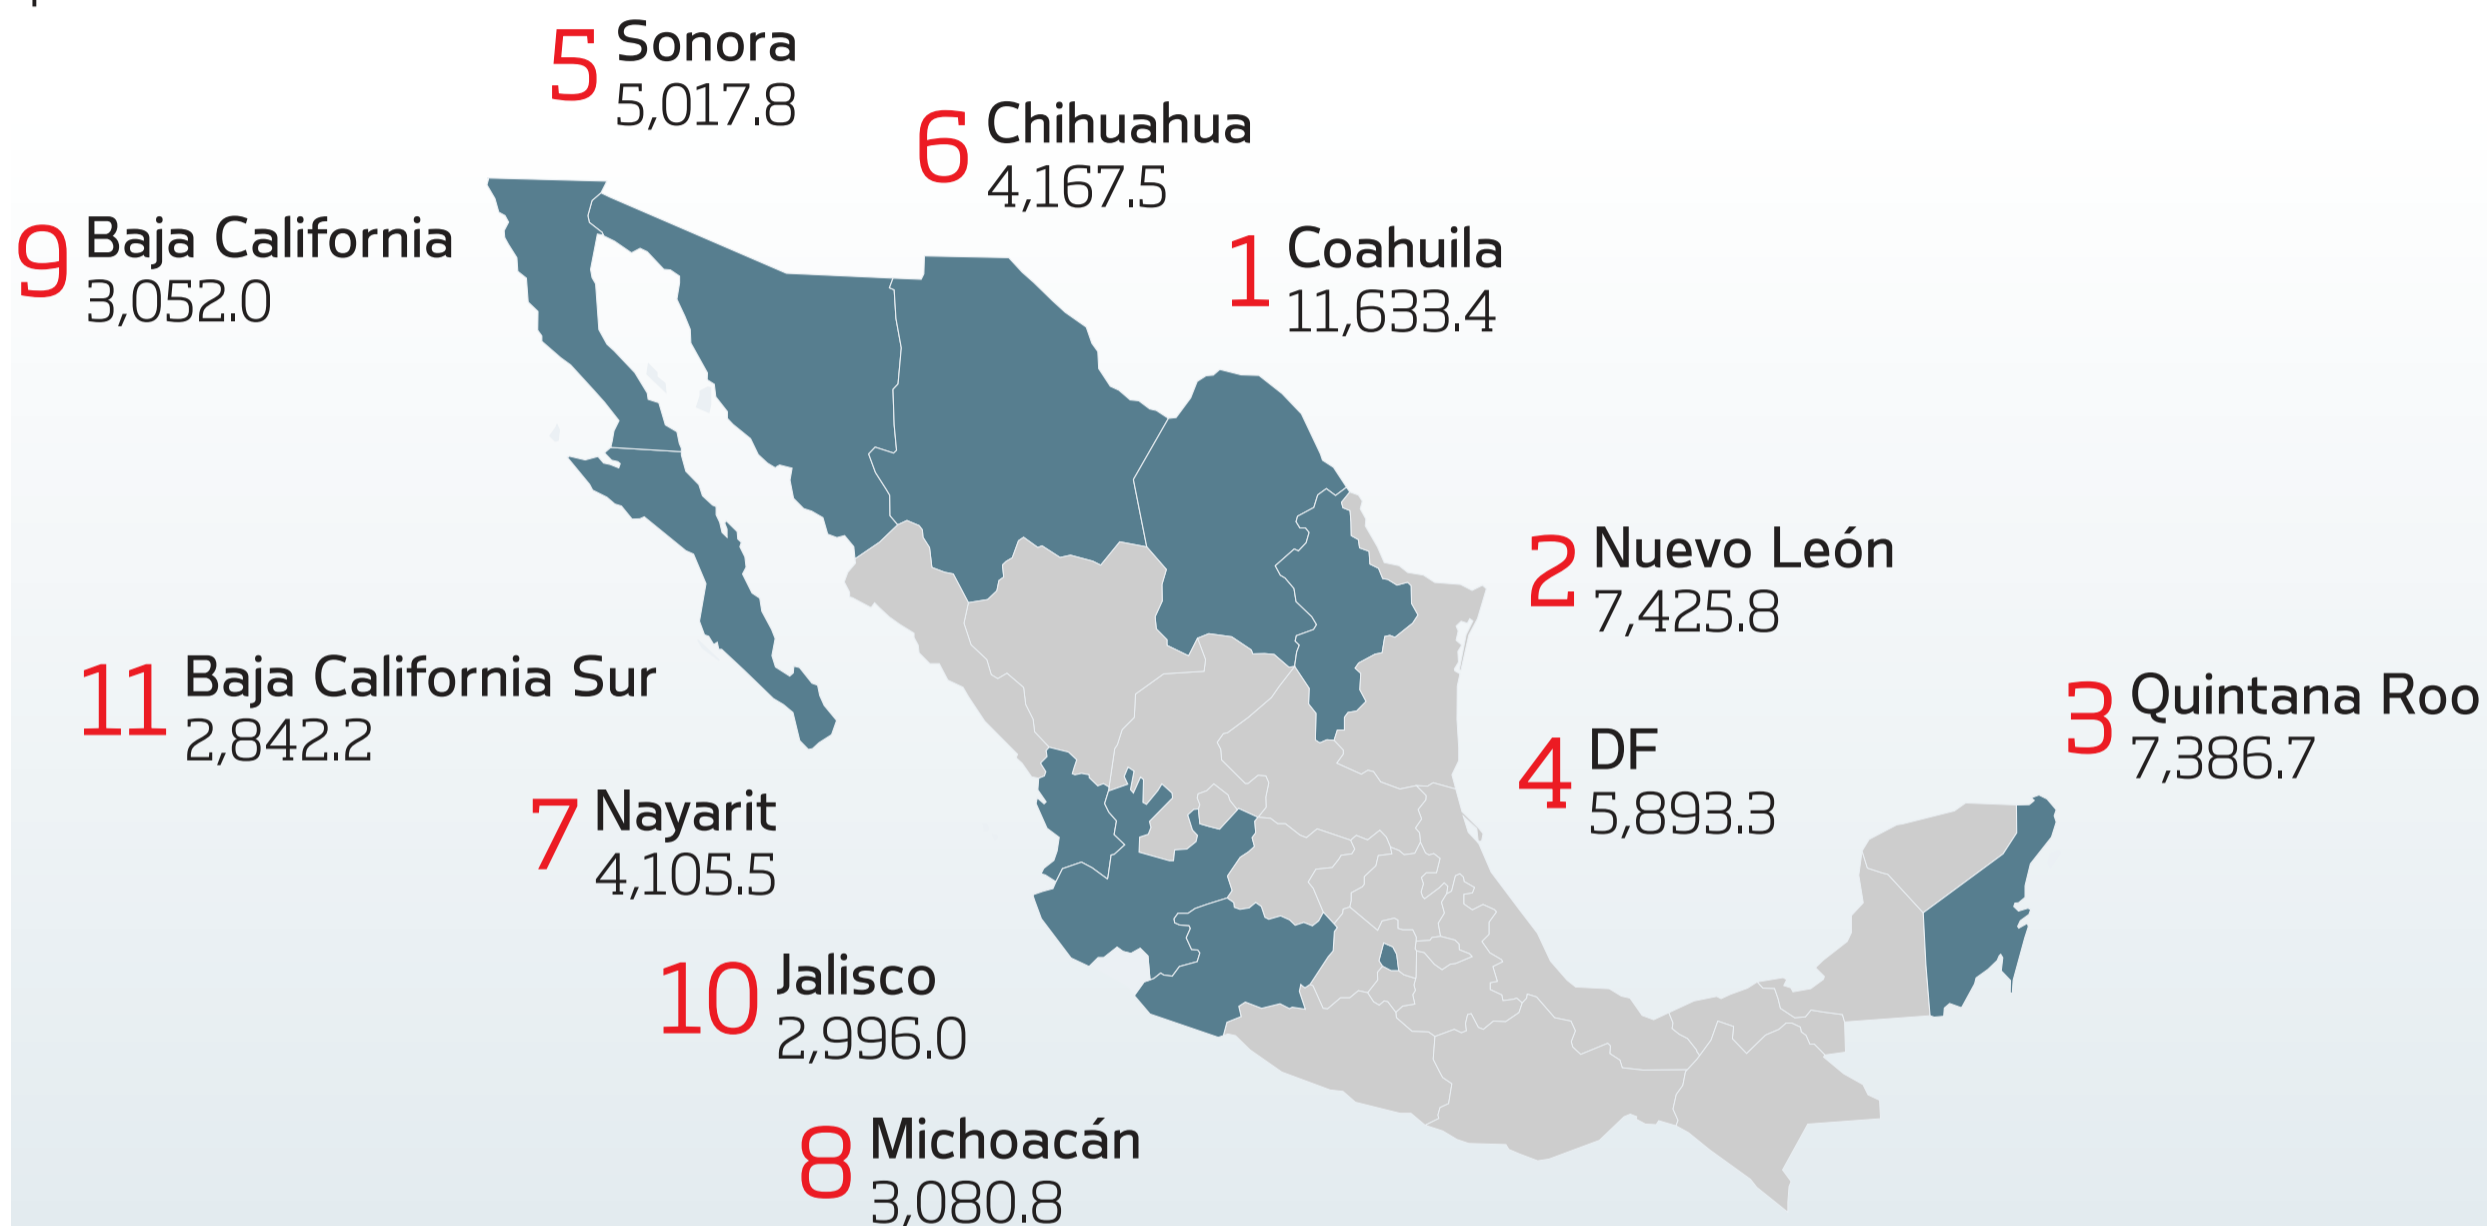 5 Sonora
5,017.8
6 Chihuahua
4,167.5
9 Baja California
3,052.0
1 Coahuila
11,633.4
2 Nuevo León
7,425.8
11 Baja California Sur
2,842.2
3 Quintana Roo
7,386.7
4 DF
5,893.3
7 Nayarit
4,105.5
10 Jalisco
2,996.0
8 Michoacán
3,080.8